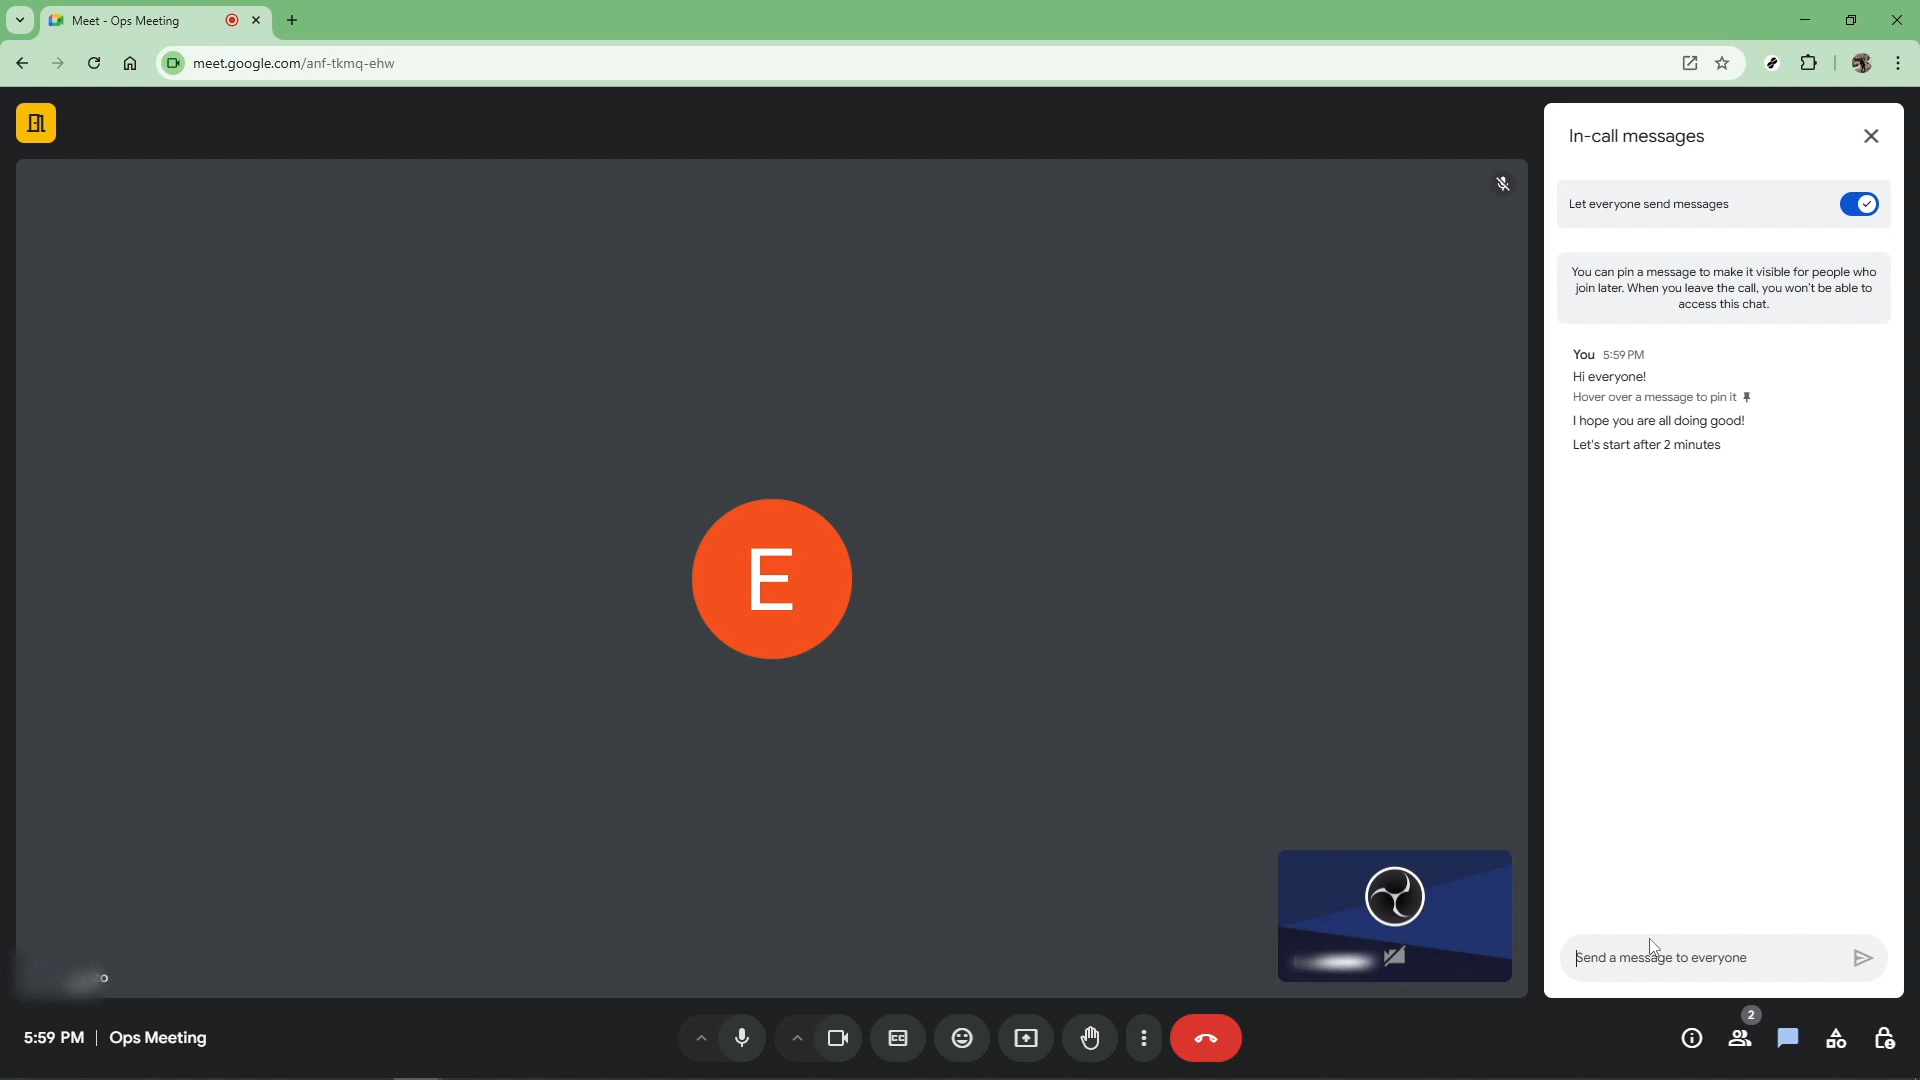 Meet - Ops Meeting
meet.google.com/anf-tkmq-ehw
In-call messages
Let everyone send messages
You can pin a message to make it visible for people who
join later. When you leave the call, you won't be able to
access this chat.
You 5:59 PM
Hi everyone!
Hover over a message to pin it
I hope you are all doing good!
Let's start after 2 minutes
E
Send a message to everyone
5:59 PM | Ops Meeting
CC
2